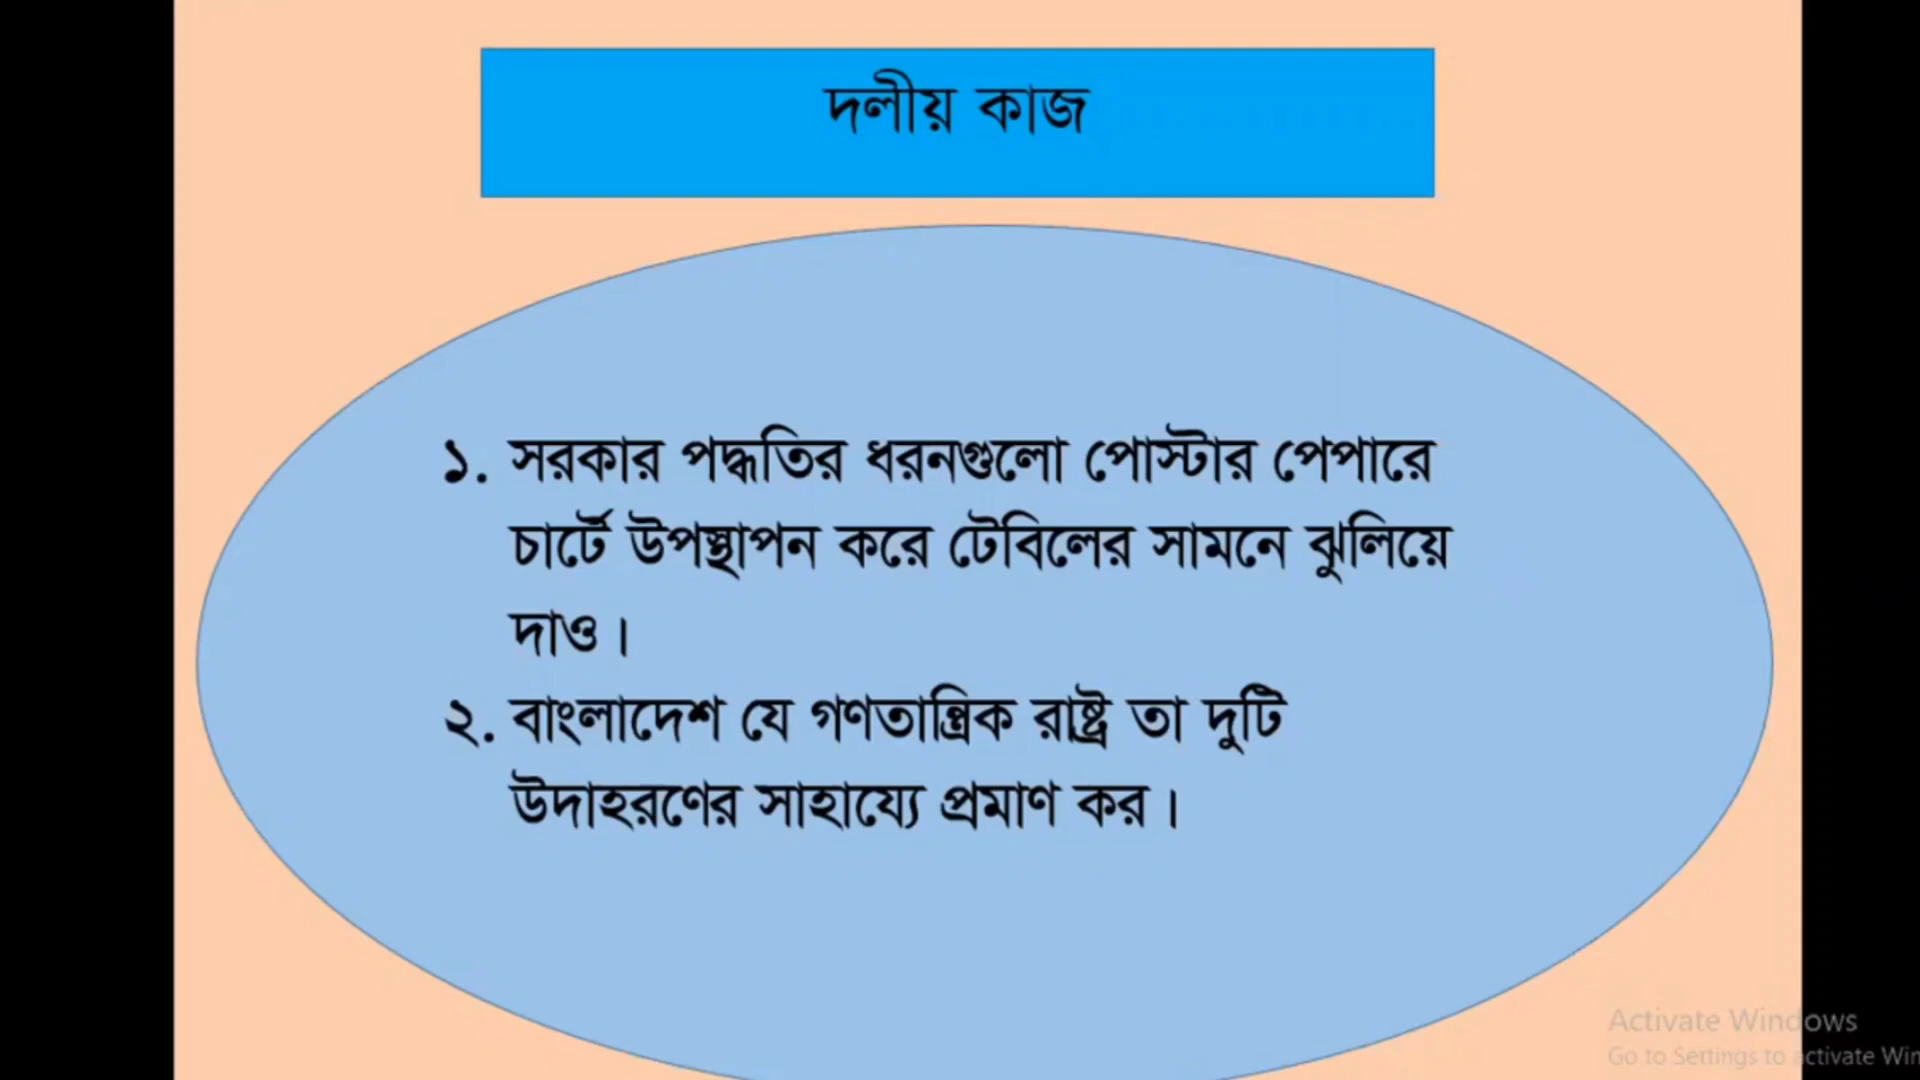 দলীয় কাজ
১. সরকার পদ্ধতির ধরনগুলো পোস্টার পেপারে
চার্টে উপস্থাপন করে টেবিলের সামনে ঝুলিয়ে
দাও।
২. বাংলাদেশ যে গণতান্ত্রিক রাষ্ট্র তা দুটি
উদাহরণের সাহায্যে প্রমাণ কর।
Activate Windows
Go to Settings to activate Win